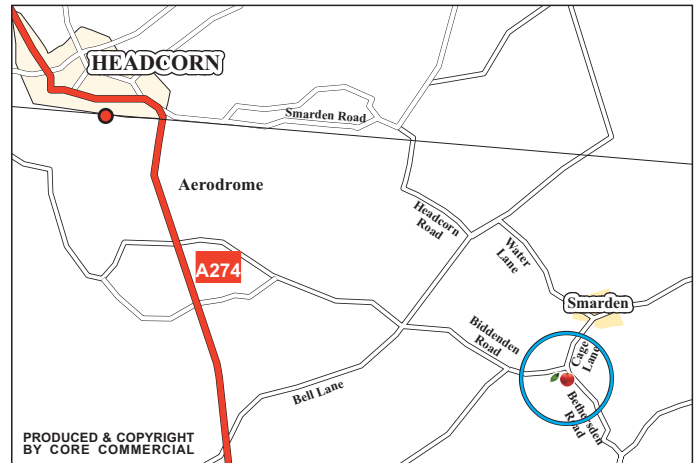 HEADCORN
Smarden Road
Aerodrome
Headcorn
Road
Water
Lane
A274
Smarden
Biddenden
Road
Cage
Lane
Bell Lane
Bethersden
Road
PRODUCED & COPYRIGHT
BY CORE COMMERCIAL